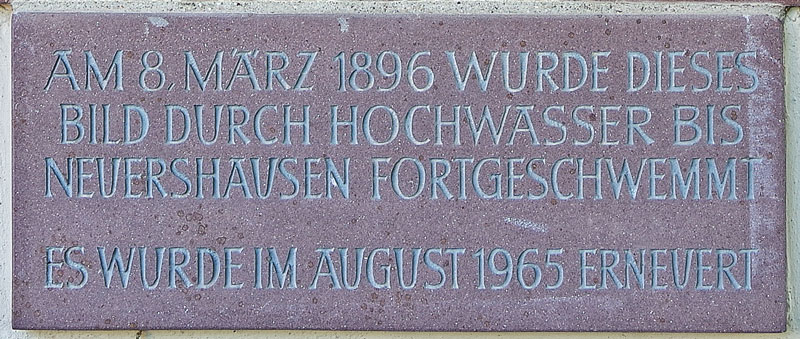 AM 8. MÄRZ 1896 WURDE DIESES
BILD DURCH HOCHWASSER BIS
NEUERSHAUSEN FORTGESCHWEMMT
ES WURDE IM AUGUST 1965 ERNEUERT